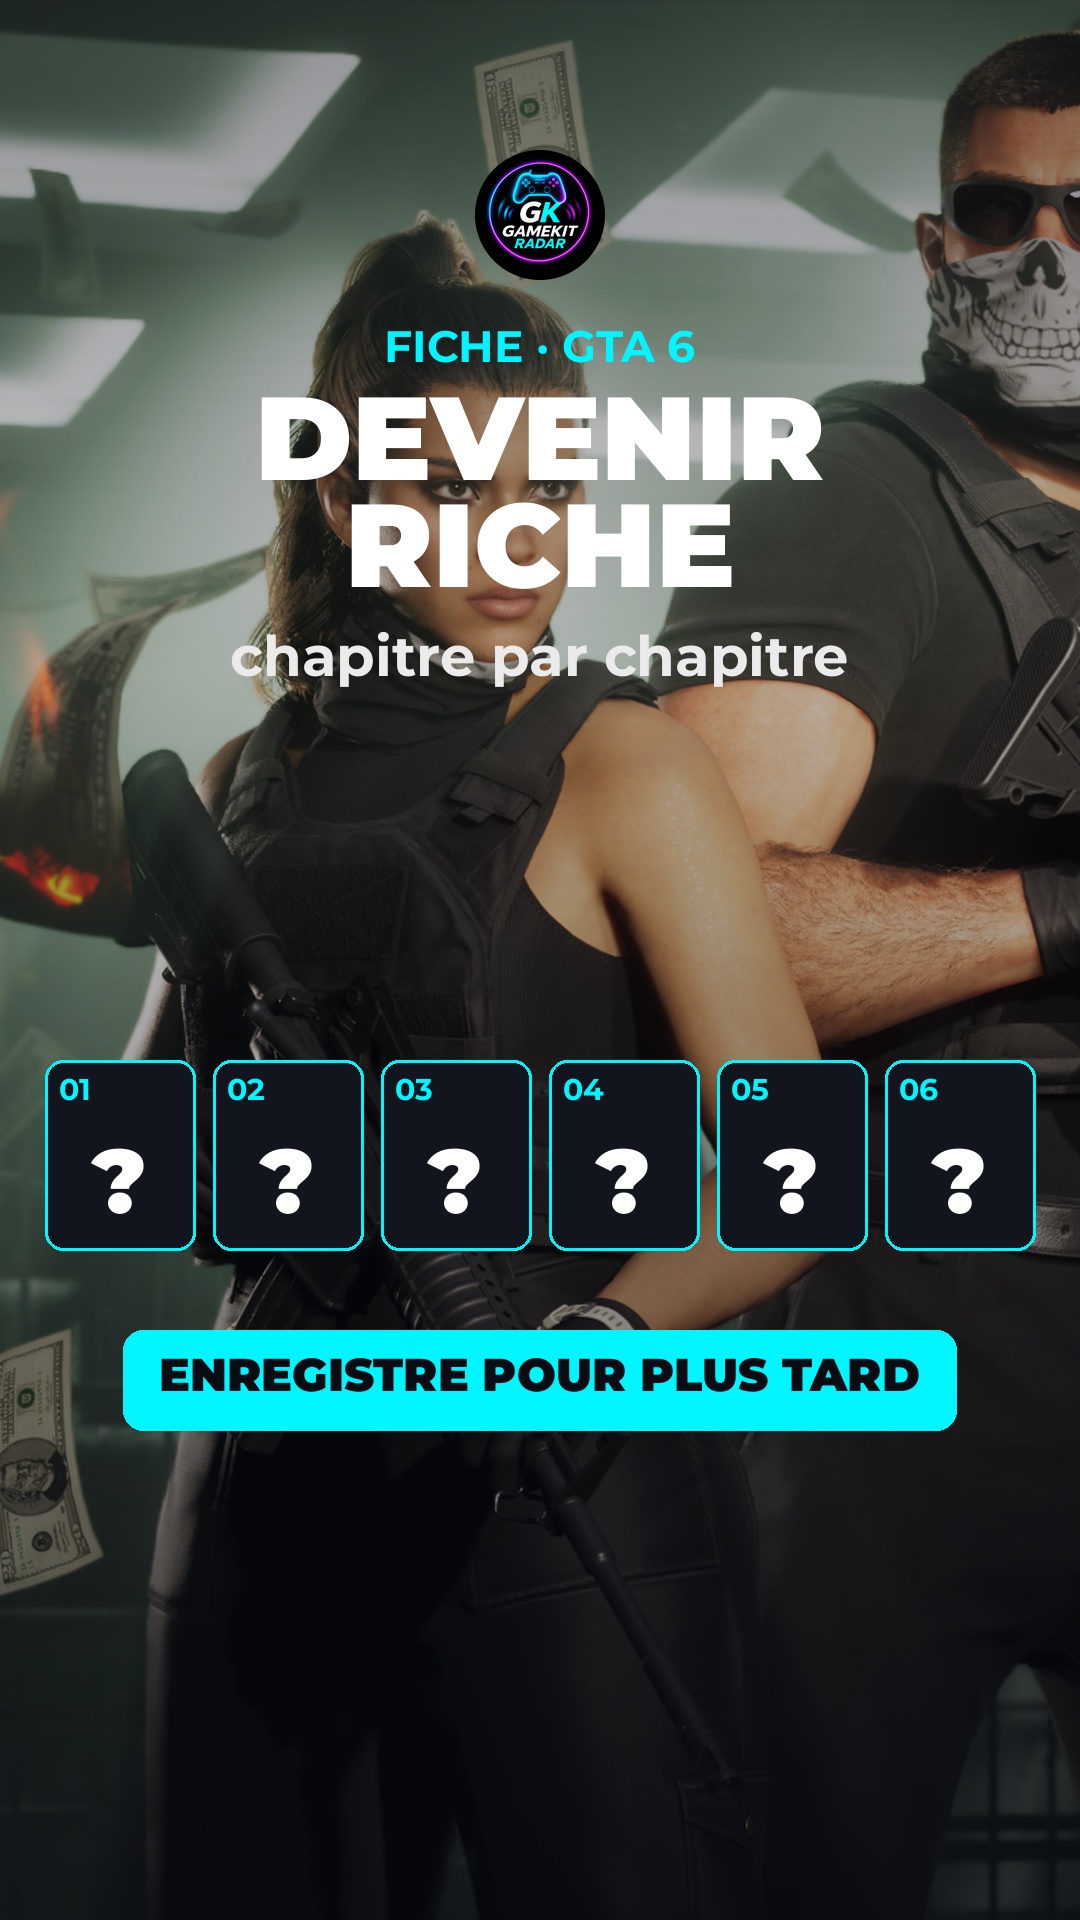 GK
GAMEKIT
RADAR
FICHE · GTA 6
DEVENIR
RICHE
chapitre par chapitre
01 02 03 04 05 06
? ? ? ? ? ?
ENREGISTRE POUR PLUS TARD